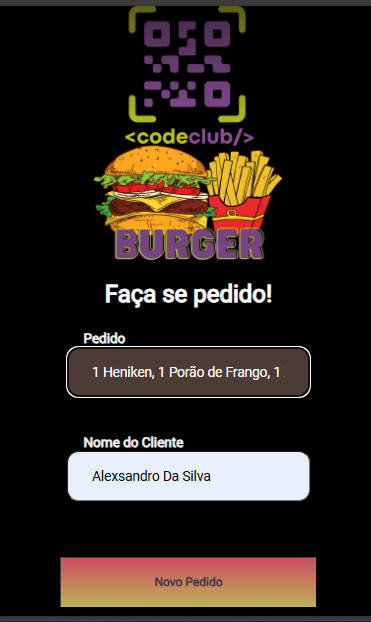 <codeclub/>
BURGER
Faça se pedido!
Pedido
1 Heniken, 1 Porão de Frango, 1
Nome do Cliente
Alexsandro Da Silva
Novo Pedido